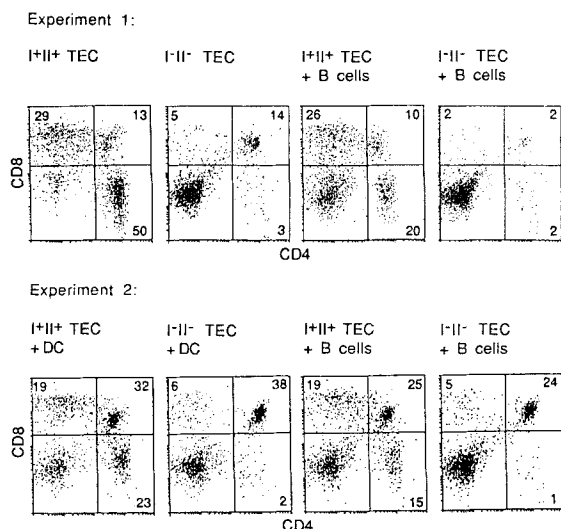 Experiment 1:
I+II+ TEC
I-II- TEC
I+II+ TEC
+ B cells
I-II- TEC
+ B cells
29 13
50
5 14
3
26 10
20
2 2
2
CD8
CD4
Experiment 2:
I+II+ TEC
+DC
I-II- TEC
+DC
I+II+ TEC
+ B cells
I-II- TEC
+ B cells
19 32
23
6 38
2
19 25
15
5 24
1
CD8
CD4